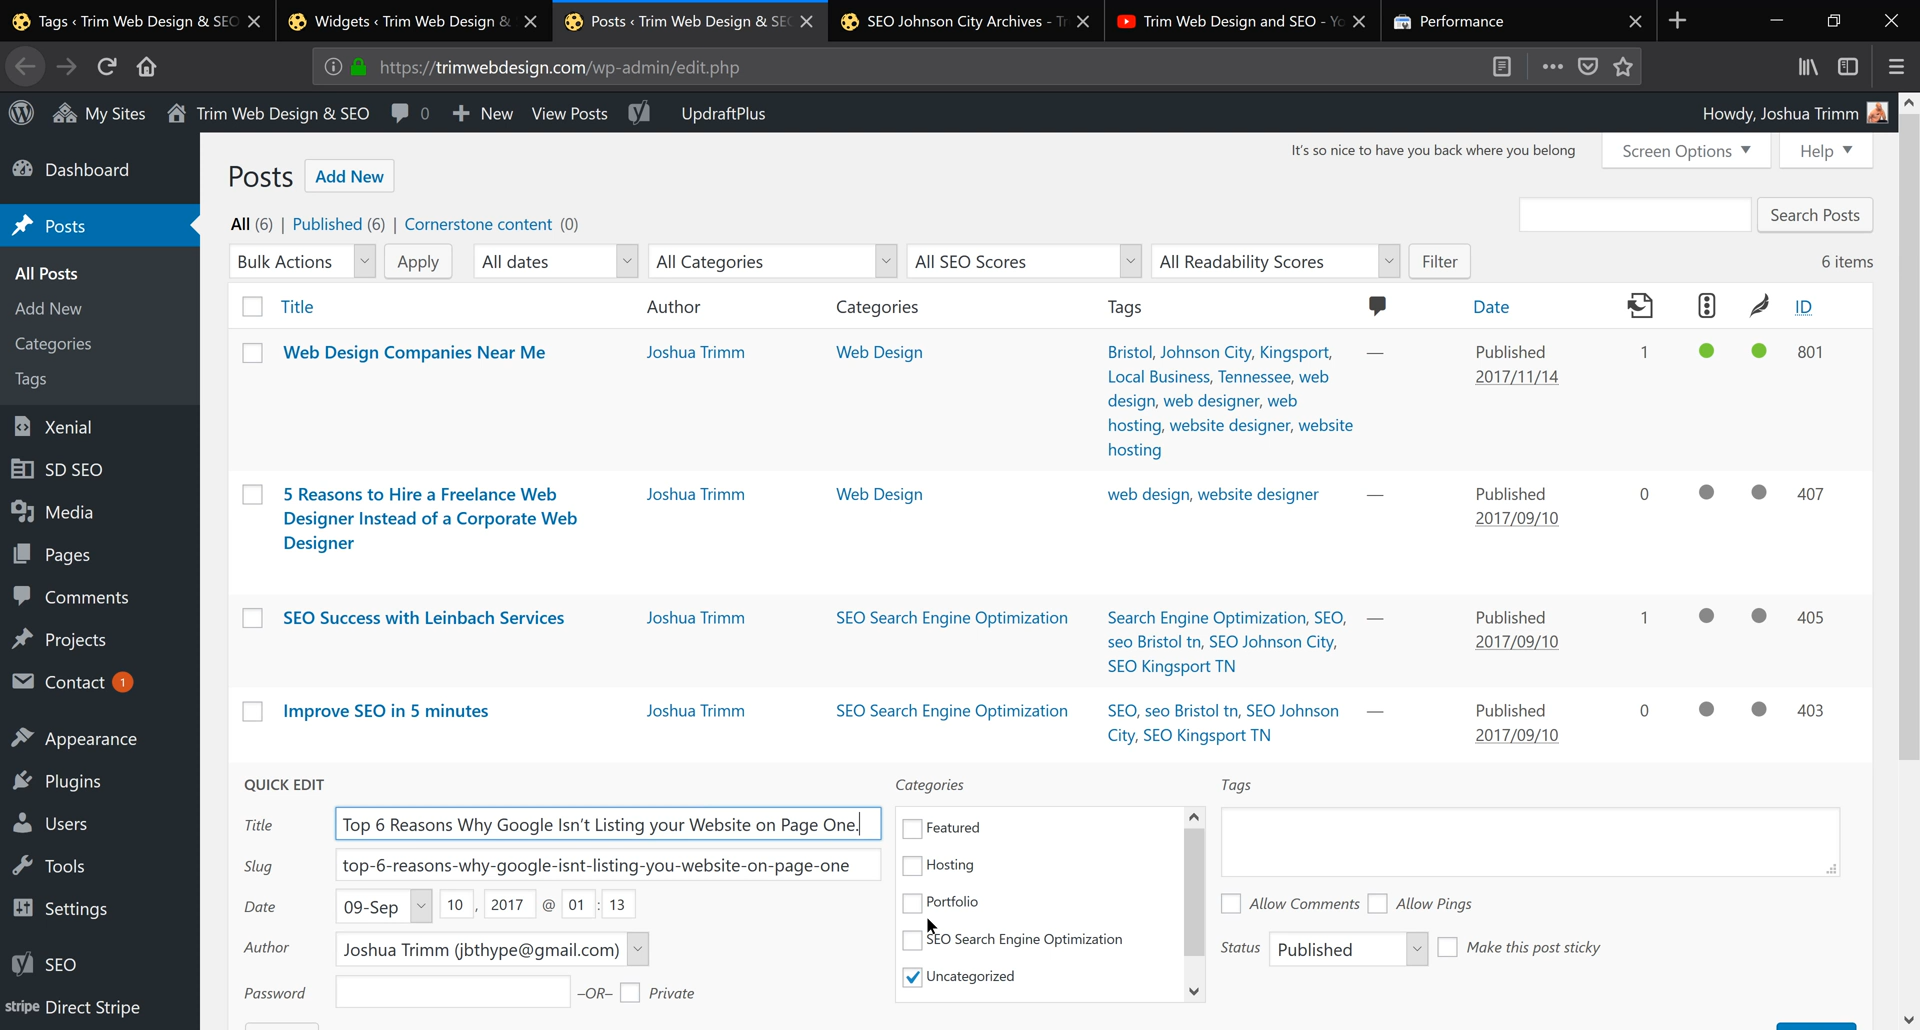 Tags ‹ Trim Web Design & SEO
Widgets ‹ Trim Web Design &
Posts ‹ Trim Web Design & SEO
SEO Johnson City Archives - Tr
Trim Web Design and SEO - Yo
Performance
https://trimwebdesign.com/wp-admin/edit.php
My Sites Trim Web Design & SEO 0 New View Posts UpdraftPlus Howdy, Joshua Trimm
Dashboard
Posts
All Posts
Add New
Categories
Tags
Xenial
SD SEO
Media
Pages
Comments
Projects
Contact 1
Appearance
Plugins
Users
Tools
Settings
SEO
stripe Direct Stripe
It's so nice to have you back where you belong Screen Options Help
Posts Add New
All (6) | Published (6) | Cornerstone content (0)
Search Posts
Bulk Actions Apply All dates All Categories All SEO Scores All Readability Scores Filter 6 items
Title Author Categories Tags Date ID
Web Design Companies Near Me Joshua Trimm Web Design Bristol, Johnson City, Kingsport, — Published 1 801
Local Business, Tennessee, web 2017/11/14
design, web designer, web
hosting, website designer, website
hosting
5 Reasons to Hire a Freelance Web Joshua Trimm Web Design web design, website designer — Published 0 407
Designer Instead of a Corporate Web 2017/09/10
Designer
SEO Success with Leinbach Services Joshua Trimm SEO Search Engine Optimization Search Engine Optimization, SEO, — Published 1 405
seo Bristol tn, SEO Johnson City, 2017/09/10
SEO Kingsport TN
Improve SEO in 5 minutes Joshua Trimm SEO Search Engine Optimization SEO, seo Bristol tn, SEO Johnson — Published 0 403
City, SEO Kingsport TN 2017/09/10
QUICK EDIT
Title Top 6 Reasons Why Google Isn't Listing your Website on Page One.
Slug top-6-reasons-why-google-isnt-listing-you-website-on-page-one
Date 09-Sep 10 , 2017 @ 01 : 13
Author Joshua Trimm (jbthype@gmail.com)
Password –OR– Private
Categories
Featured
Hosting
Portfolio
SEO Search Engine Optimization
Uncategorized
Tags
Allow Comments Allow Pings
Status Published Make this post sticky